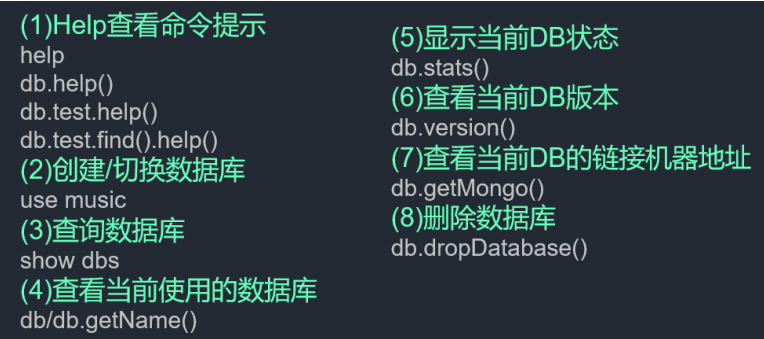 (1)Help查看命令提示
help
db.help()
db.test.help()
db.test.find().help()
(2)创建/切换数据库
use music
(3)查询数据库
show dbs
(4)查看当前使用的数据库
db/db.getName()
(5)显示当前DB状态
db.stats()
(6)查看当前DB版本
db.version()
(7)查看当前DB的链接机器地址
db.getMongo()
(8)删除数据库
db.dropDatabase()